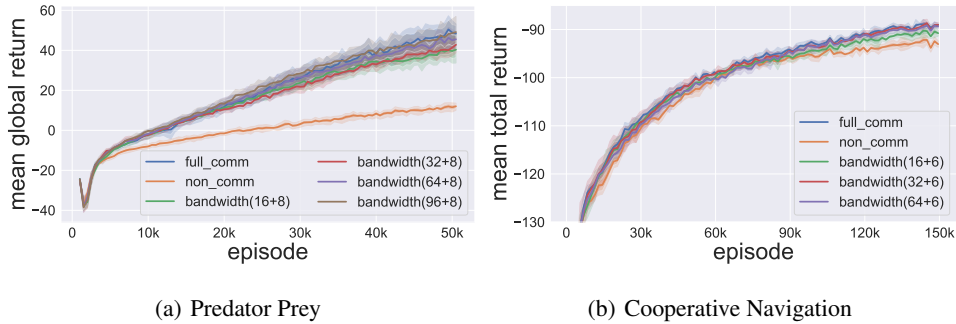 60
40
20
0
−20
−40
mean global return
full_comm
non_comm
bandwidth(16+8)
bandwidth(32+8)
bandwidth(64+8)
bandwidth(96+8)
0 10k 20k 30k 40k 50k
episode
(a) Predator Prey
−90
−100
−110
−120
−130
mean total return
full_comm
non_comm
bandwidth(16+6)
bandwidth(32+6)
bandwidth(64+6)
0 30k 60k 90k 120k 150k
episode
(b) Cooperative Navigation